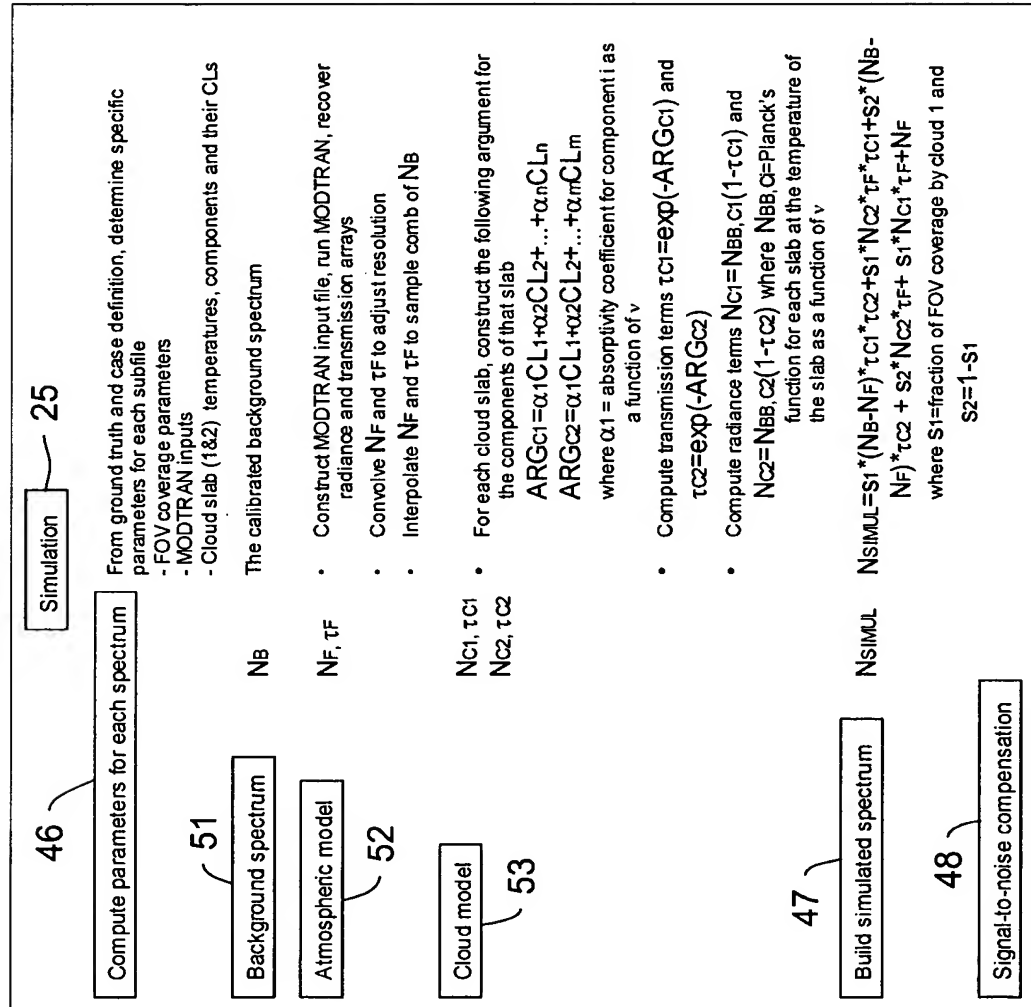 Simulation
25
46
Compute parameters for each spectrum
From ground truth and case definition, determine specific
parameters for each subfile
- FOV coverage parameters
- MODTRAN inputs
- Cloud slab (1&2) temperatures, components and their CLs
51
Background spectrum
NB
The calibrated background spectrum
Atmospheric model
52
NF, τF
• Construct MODTRAN input file, run MODTRAN, recover
radiance and transmission arrays
• Convolve NF and τF to adjust resolution
• Interpolate NF and τF to sample comb of NB
Cloud model
53
NC1, τC1
NC2, τC2
• For each cloud slab, construct the following argument for
the components of that slab
ARGC1=α1CL1+α2CL2+...+αnCLn
ARGC2=α1CL1+α2CL2+...+αmCLm
where α1 = absorptivity coefficient for component i as
a function of ν
• Compute transmission terms τC1=exp(-ARGC1) and
τC2=exp(-ARGC2)
• Compute radiance terms NC1=NBB,C1(1-τC1) and
NC2=NBB,C2(1-τC2) where NBB,Ci=Planck's
function for each slab at the temperature of
the slab as a function of ν
47
Build simulated spectrum
NSIMUL
NSIMUL=S1*(NB-NF)*τC1*τC2+S1*NC2*τF*τC1+S2*(NB-
NF)*τC2 + S2*NC2*τF+ S1*NC1*τF+NF
where S1=fraction of FOV coverage by cloud 1 and
S2=1-S1
48
Signal-to-noise compensation